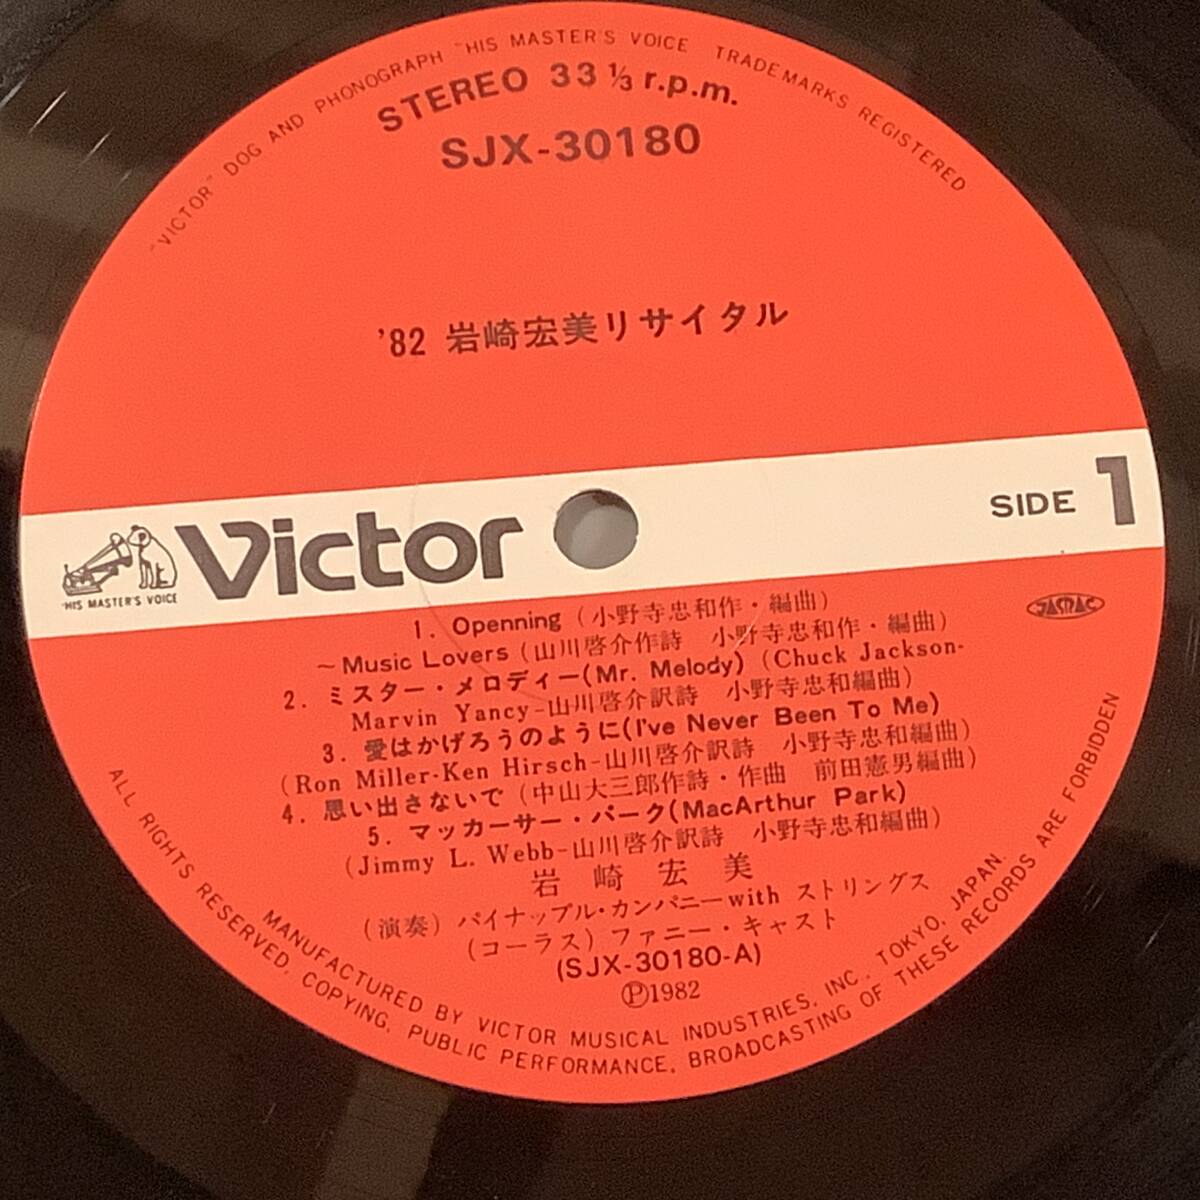 "VICTOR" DOG AND PHONOGRAPH "HIS MASTER'S VOICE TRADEMARKS REGISTERED
STEREO 33 ⅓ r.p.m.
SJX-30180
'82 岩崎宏美リサイタル
SIDE 1
Victor
"HIS MASTER'S VOICE
JASRAC
1. Openning (小野寺忠和作・編曲)
～Music Lovers (山川啓介作詩 小野寺忠和作・編曲)
2. ミスター・メロディー(Mr. Melody) (Chuck Jackson-
Marvin Yancy-山川啓介訳詩 小野寺忠和編曲)
3. 愛はかげろうのように(I've Never Been To Me)
(Ron Miller-Ken Hirsch-山川啓介訳詩 小野寺忠和編曲)
4. 思い出さないで (中山大三郎作詩・作曲 前田憲男編曲)
5. マッカーサー・パーク(MacArthur Park)
(Jimmy L. Webb-山川啓介訳詩 小野寺忠和編曲)
岩崎宏美
(演奏) パイナップル・カンパニーwith ストリングス
(コーラス) ファニー・キャスト
(SJX-30180-A)
Ⓟ1982
MANUFACTURED BY VICTOR MUSICAL INDUSTRIES, INC., TOKYO, JAPAN.
ALL RIGHTS RESERVED, COPYING, PUBLIC PERFORMANCE, BROADCASTING OF THESE RECORDS ARE FORBIDDEN